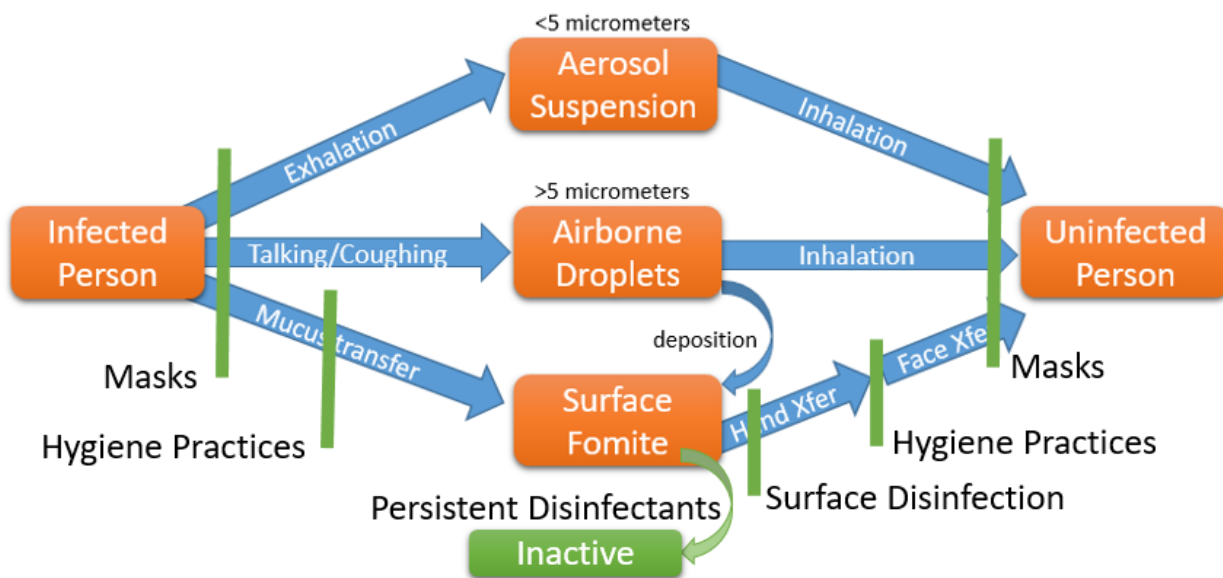 <5 micrometers
Aerosol
Suspension
Exhalation
Inhalation
>5 micrometers
Infected
Person
Talking/Coughing
Airborne
Droplets
Inhalation
Uninfected
Person
Mucus transfer
deposition
Face Xfer
Masks
Masks
Surface
Fomite
Hand Xfer
Hygiene Practices
Hygiene Practices
Persistent Disinfectants
Surface Disinfection
Inactive